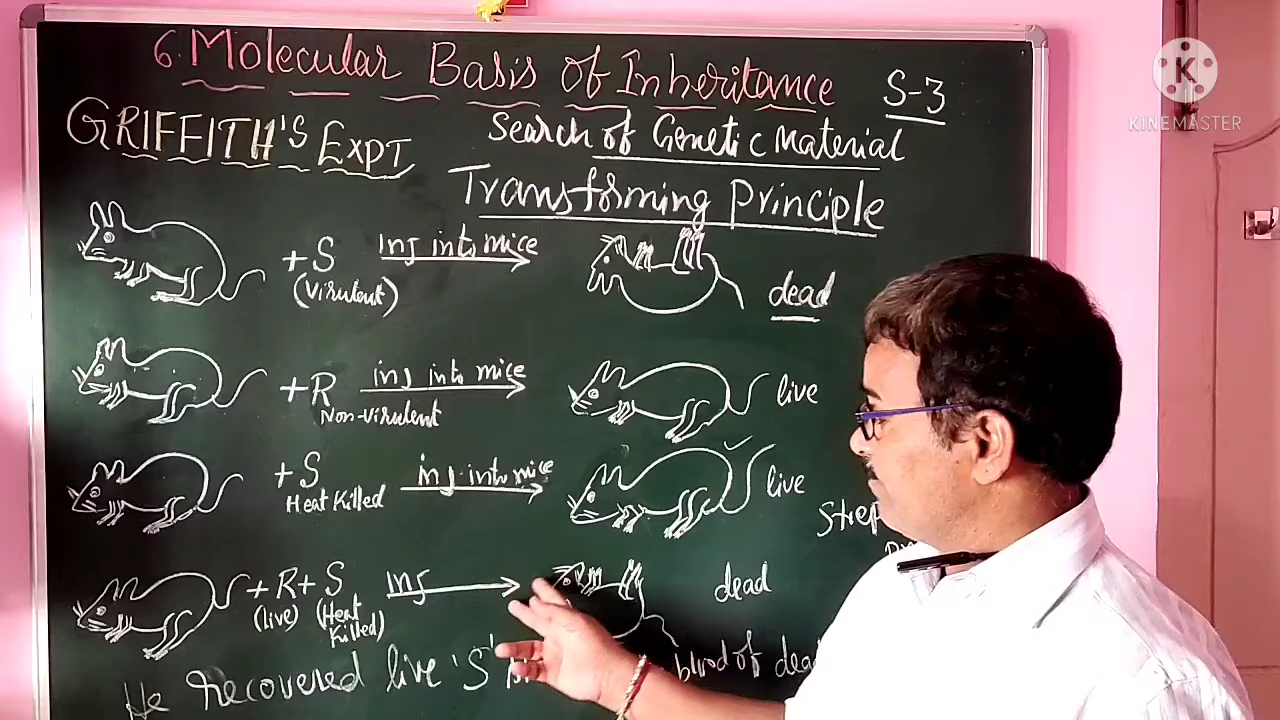 6. Molecular Basis of Inheritance
S-3
K
KINEMASTER
GRIFFITH'S EXPT
Search of Genetic Material
Transforming Principle
+ S
(Virulent)
Inj into mice
dead
+ R
Non-virulent
inj into mice
live
+ S
Heat Killed
inj. into mice
live
Strep
+ R + S
(live) (Heat Killed)
Inj
dead
He recovered live 'S'
blood of dead